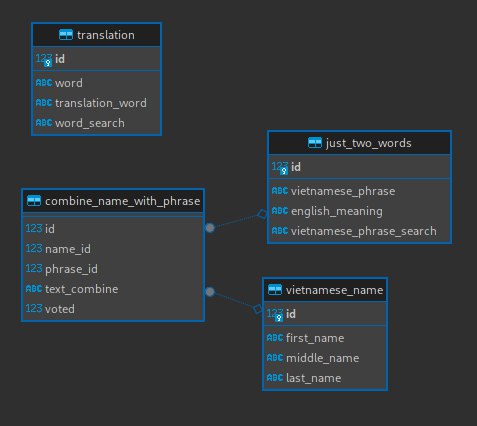 translation
123 id
ABC word
ABC translation_word
ABC word_search
just_two_words
123 id
ABC vietnamese_phrase
ABC english_meaning
ABC vietnamese_phrase_search
combine_name_with_phrase
123 id
123 name_id
123 phrase_id
ABC text_combine
123 voted
vietnamese_name
123 id
ABC first_name
ABC middle_name
ABC last_name